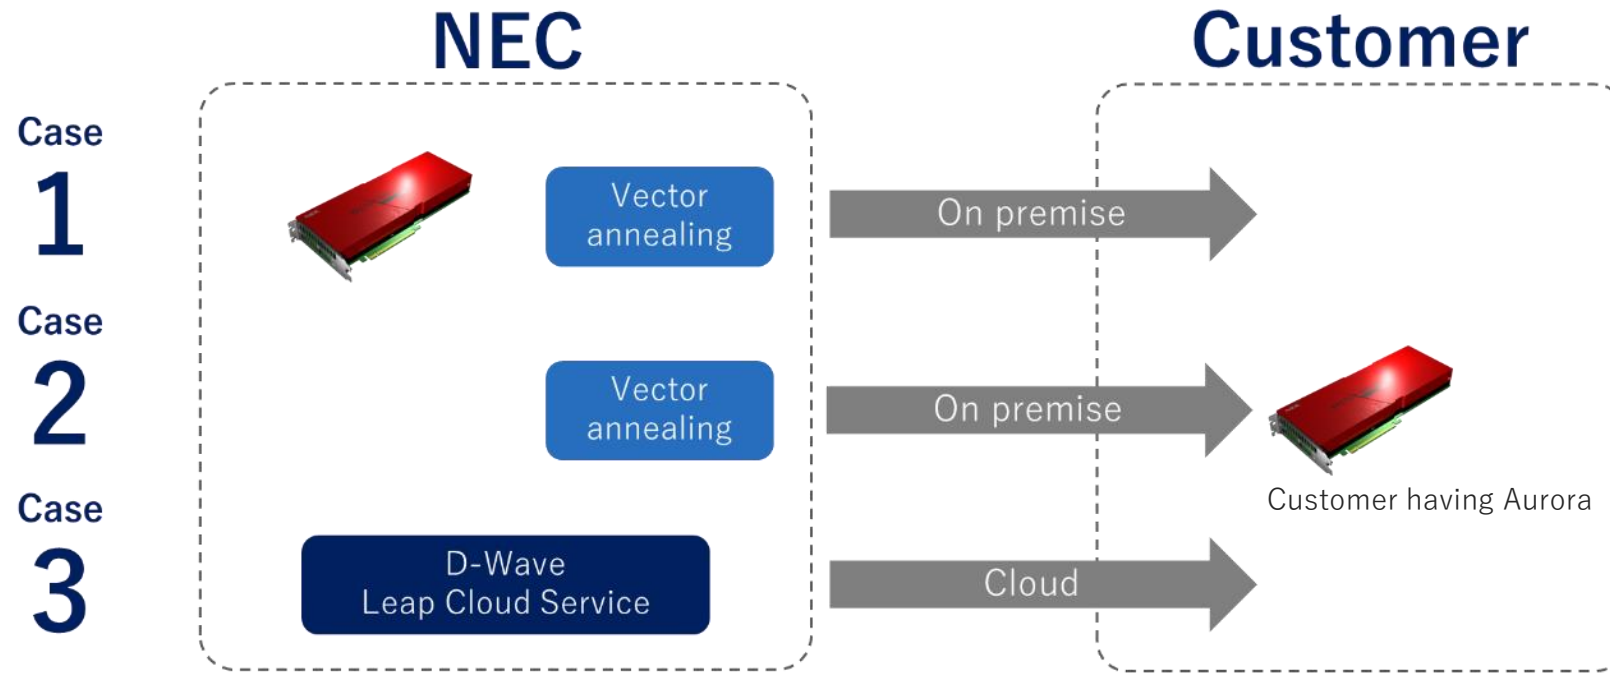 NEC
Customer
Case
1
Vector
annealing
On premise
Case
2
Vector
annealing
On premise
Customer having Aurora
Case
3
D-Wave
Leap Cloud Service
Cloud